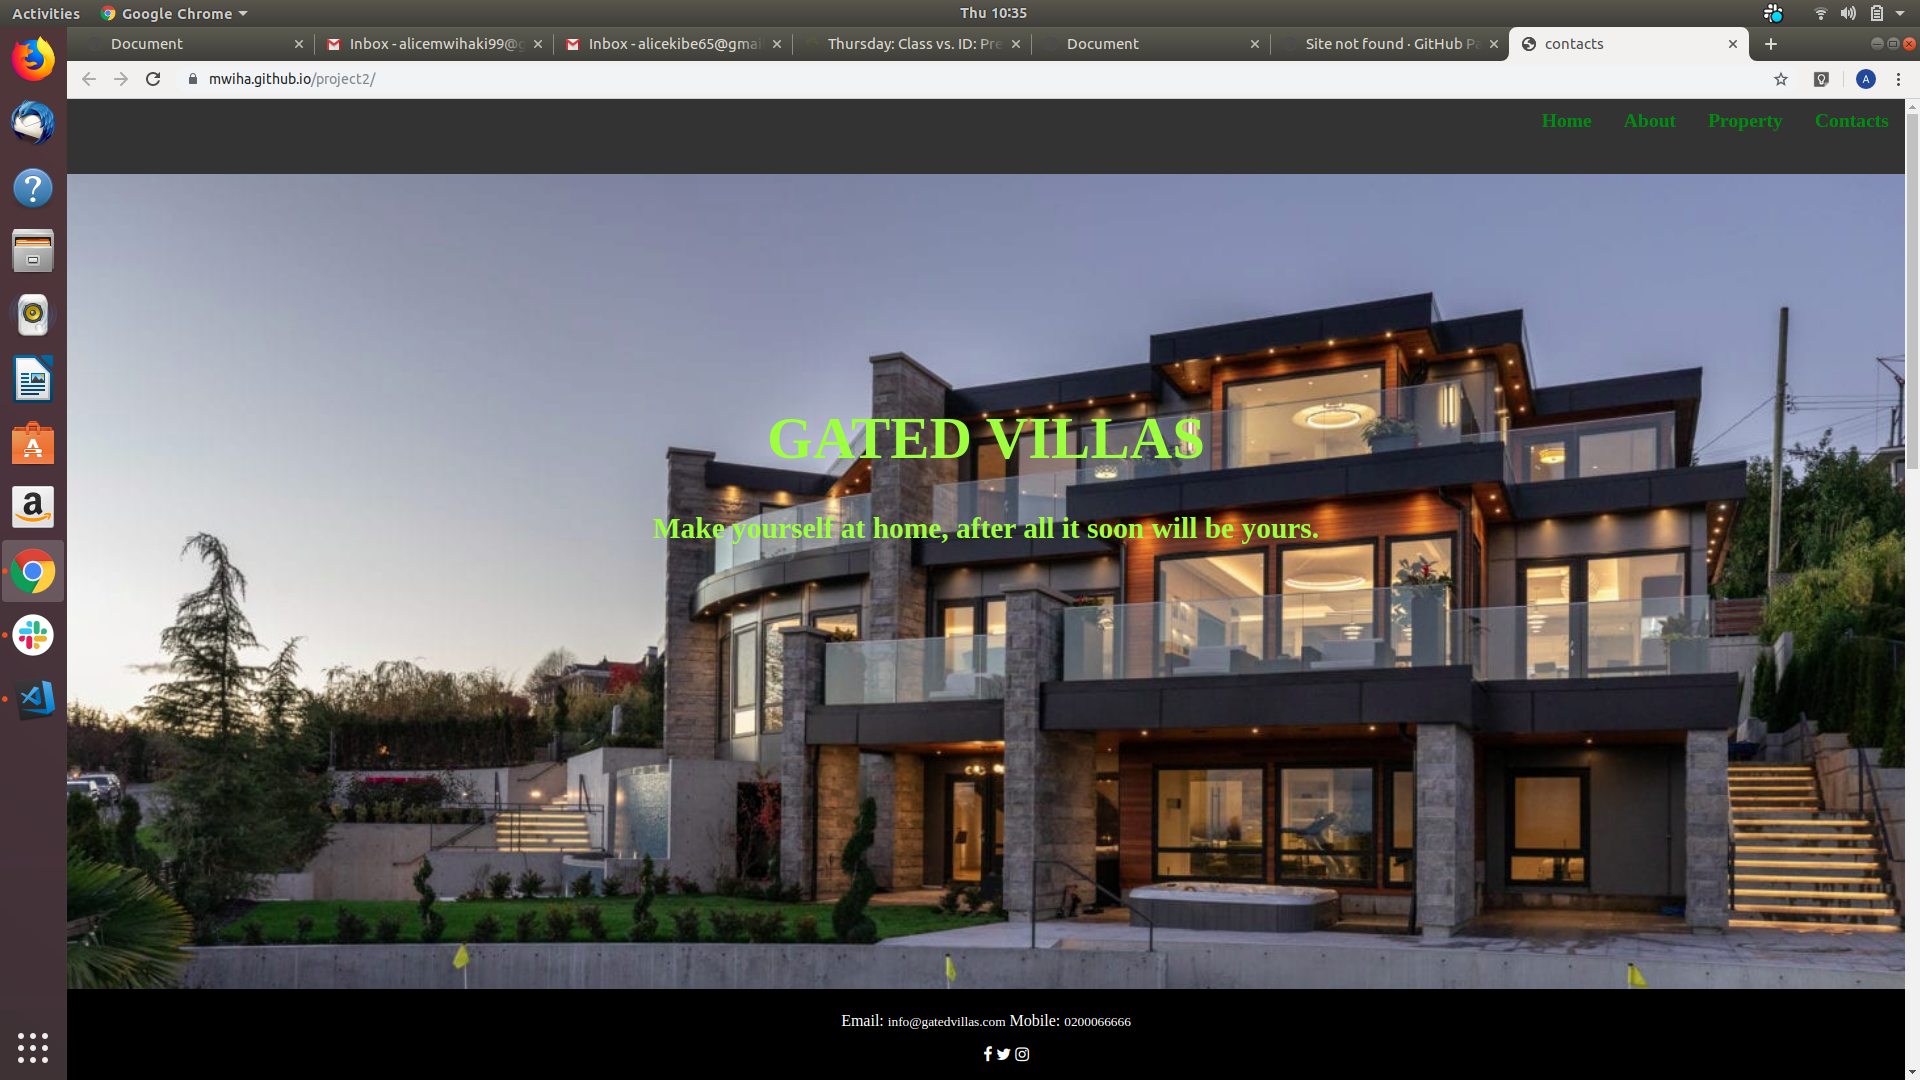 Activities
Google Chrome
Thu 10:35
Document
Inbox - alicemwihaki99@g
Inbox - alicekibe65@gmai
Thursday: Class vs. ID: Pre
Document
Site not found · GitHub Pa
contacts
mwiha.github.io/project2/
A
Home
About
Property
Contacts
GATED VILLAS
Make yourself at home, after all it soon will be yours.
Email: info@gatedvillas.com Mobile: 0200066666